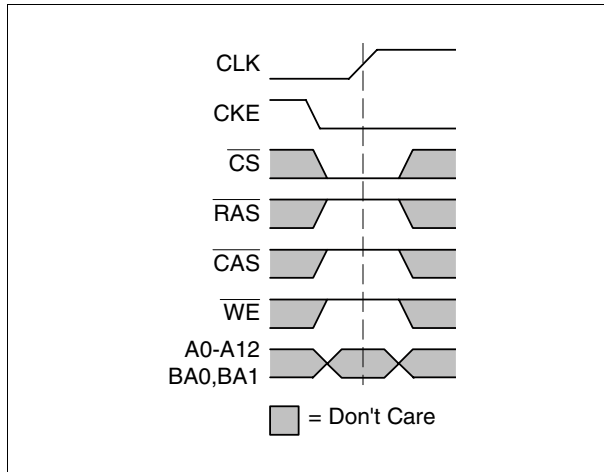 CLK
CKE
CS
RAS
CAS
WE
A0-A12
BA0,BA1
= Don't Care